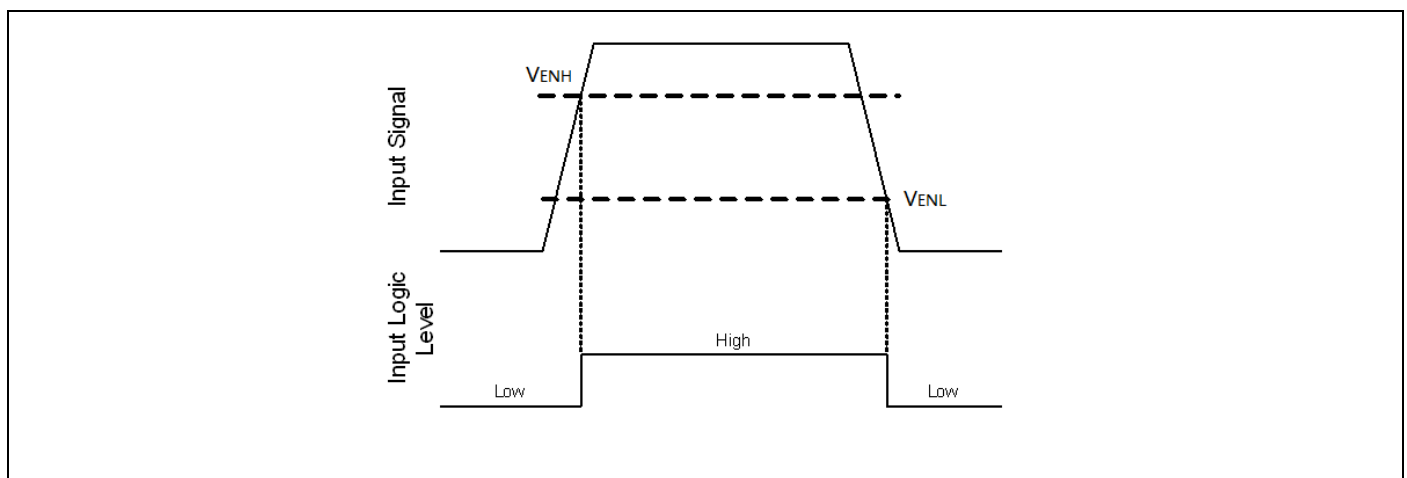 VENH
Input Signal
VENL
Input Logic
Level
High
Low
Low